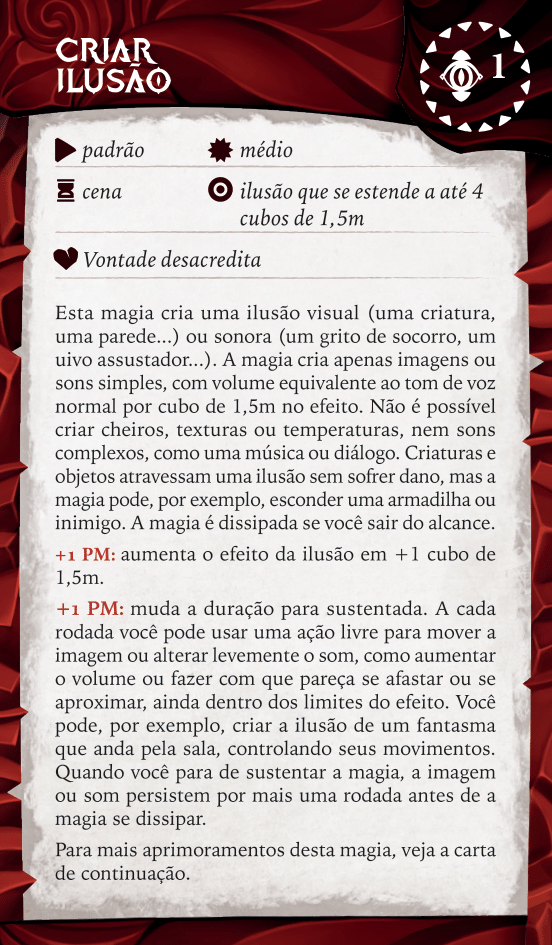 CRIAR
ILUSÃO
1
padrão
médio
cena
ilusão que se estende a até 4
cubos de 1,5m
Vontade desacredita
Esta magia cria uma ilusão visual (uma criatura,
uma parede...) ou sonora (um grito de socorro, um
uivo assustador...). A magia cria apenas imagens ou
sons simples, com volume equivalente ao tom de voz
normal por cubo de 1,5m no efeito. Não é possível
criar cheiros, texturas ou temperaturas, nem sons
complexos, como uma música ou diálogo. Criaturas e
objetos atravessam uma ilusão sem sofrer dano, mas a
magia pode, por exemplo, esconder uma armadilha ou
inimigo. A magia é dissipada se você sair do alcance.
+1 PM: aumenta o efeito da ilusão em +1 cubo de
1,5m.
+1 PM: muda a duração para sustentada. A cada
rodada você pode usar uma ação livre para mover a
imagem ou alterar levemente o som, como aumentar
o volume ou fazer com que pareça se afastar ou se
aproximar, ainda dentro dos limites do efeito. Você
pode, por exemplo, criar a ilusão de um fantasma
que anda pela sala, controlando seus movimentos.
Quando você para de sustentar a magia, a imagem
ou som persistem por mais uma rodada antes de a
magia se dissipar.
Para mais aprimoramentos desta magia, veja a carta
de continuação.